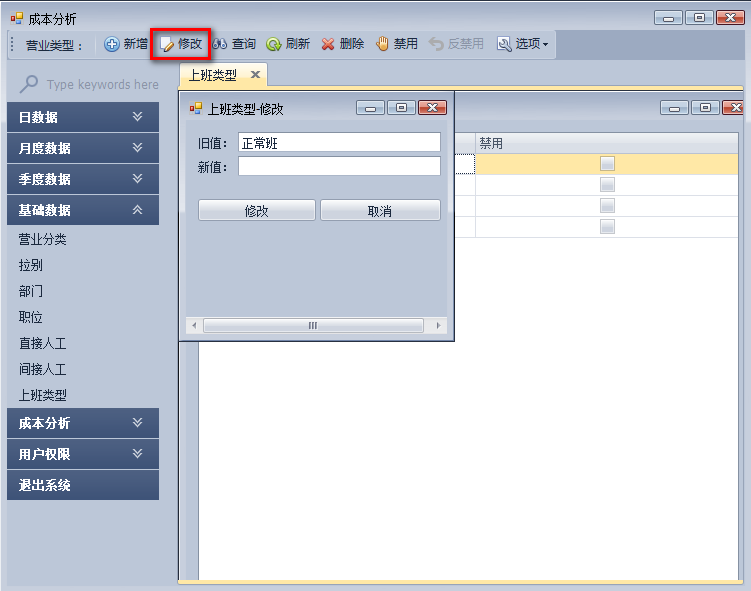 成本分析
营业类型： 新增 修改 查询 刷新 删除 禁用 反禁用 选项
Type keywords here
上班类型
日数据
月度数据
季度数据
基础数据
营业分类
拉别
部门
职位
直接人工
间接人工
上班类型
成本分析
用户权限
退出系统
上班类型-修改
旧值： 正常班
新值：
修改 取消
禁用